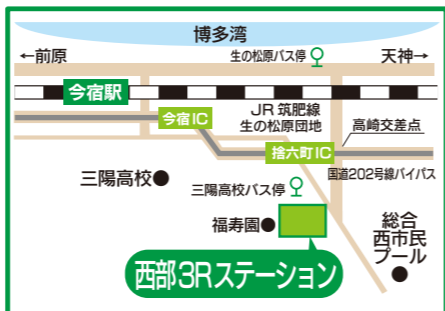 博多湾
←前原
生の松原バス停
天神→
今宿駅
今宿IC
JR 筑肥線
生の松原団地
高崎交差点
捨六町IC
国道202号線バイパス
三陽高校●
三陽高校バス停
福寿園●
総合
西市民
プール
●
西部3Rステーション